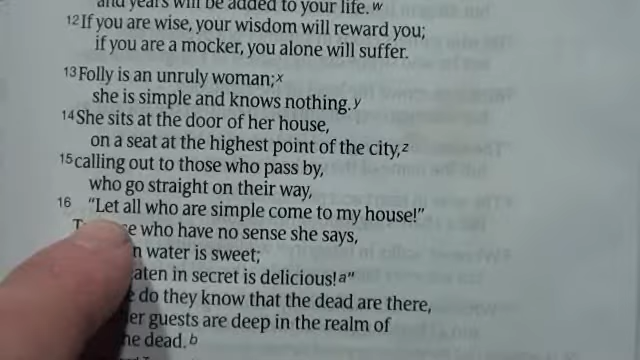 and years will be added to your life. w
12 If you are wise, your wisdom will reward you;
if you are a mocker, you alone will suffer.
13 Folly is an unruly woman; x
she is simple and knows nothing. y
14 She sits at the door of her house,
on a seat at the highest point of the city, z
15 calling out to those who pass by,
who go straight on their way,
16 “Let all who are simple come to my house!”
who have no sense she says,
water is sweet;
eaten in secret is delicious! a”
do they know that the dead are there,
guests are deep in the realm of
dead. b